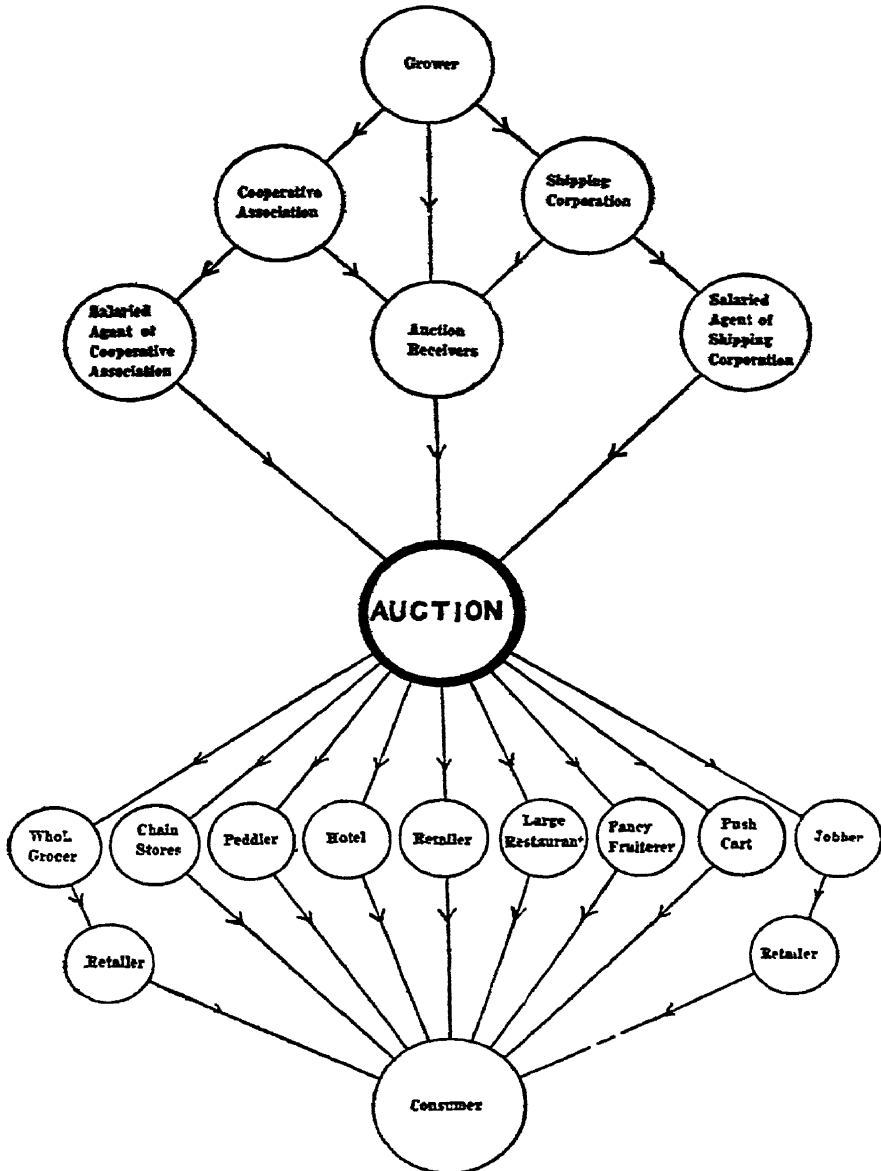 Grower
Cooperative
Association
Shipping
Corporation
Salaried
Agent of
Cooperative
Association
Auction
Receivers
Salaried
Agent of
Shipping
Corporation
AUCTION
Whol.
Grocer
Chain
Stores
Peddler
Hotel
Retailer
Large
Restaurant
Fancy
Fruiterer
Push
Cart
Jobber
Retailer
Retailer
Consumer